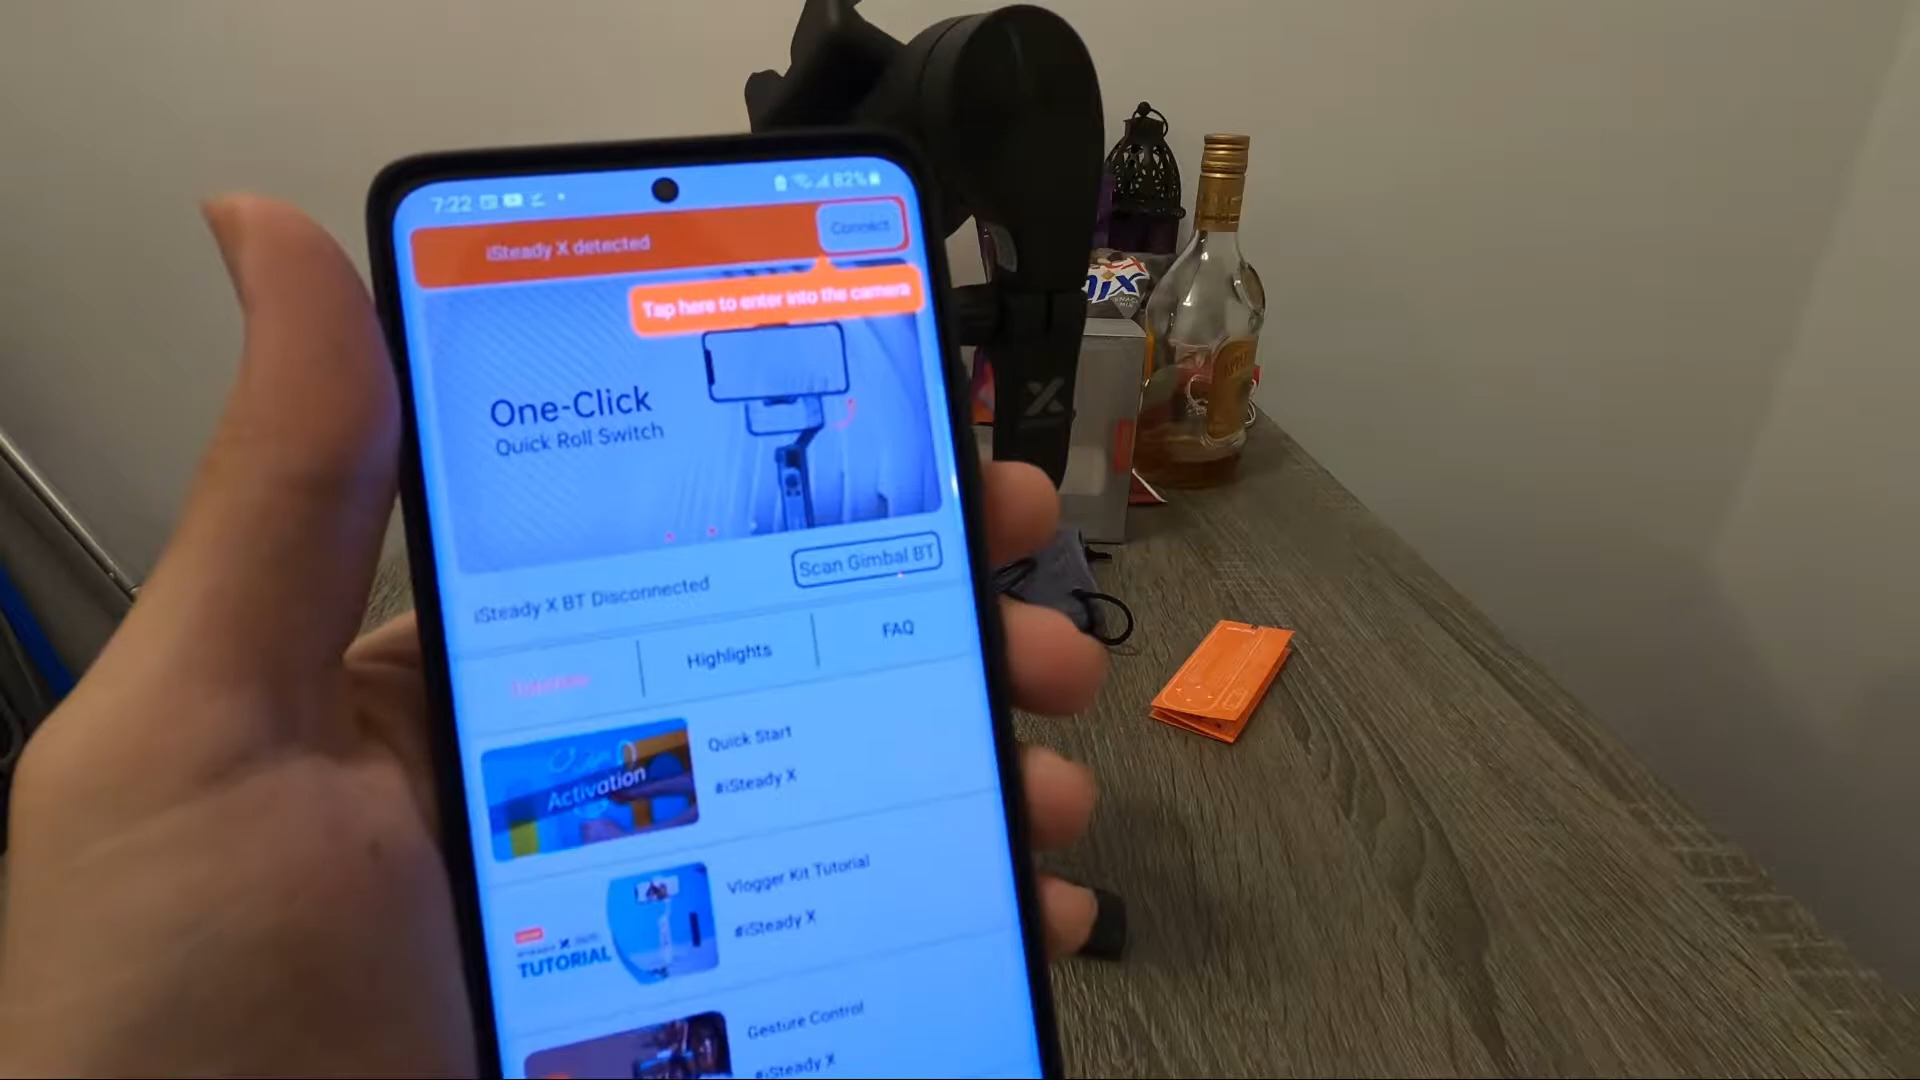 7:22
82%
iSteady X detected
Connect
Tap here to enter into the camera
One-Click
Quick Roll Switch
iSteady X BT Disconnected
Scan Gimbal BT
Highlights
FAQ
Activation
Quick Start
#iSteady X
TUTORIAL
Vlogger Kit Tutorial
#iSteady X
Gesture Control
#iSteady X
mix
APPLE